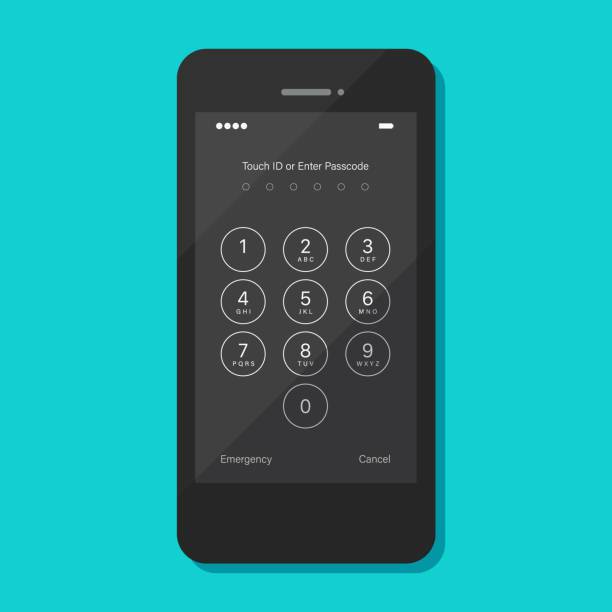 Touch ID or Enter Passcode
1 2 3
ABC DEF
4 5 6
GHI JKL MNO
7 8 9
PQRS TUV WXYZ
0
Emergency Cancel